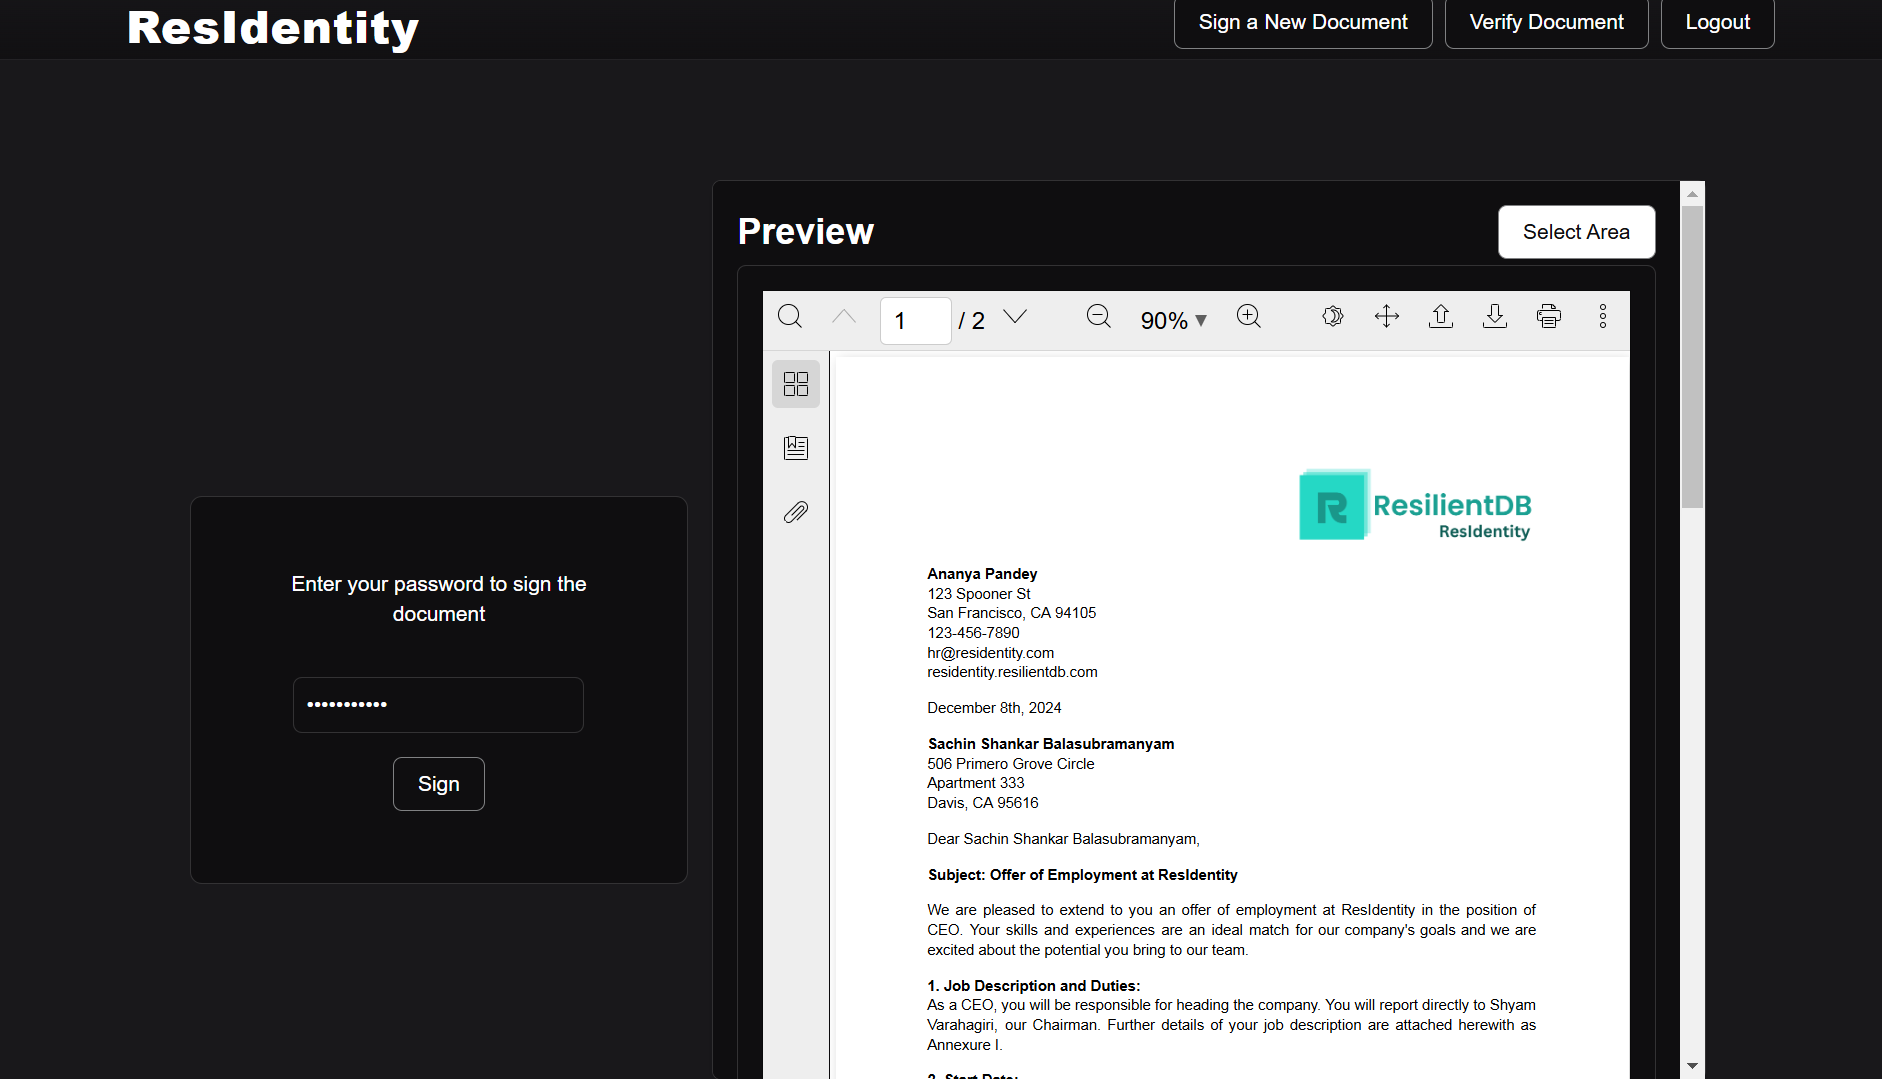 ResIdentity
Sign a New Document
Verify Document
Logout
Enter your password to sign the
document
•••••••••••
Sign
Preview
Select Area
1 / 2
90%
R
ResilientDB
ResIdentity
Ananya Pandey
123 Spooner St
San Francisco, CA 94105
123-456-7890
hr@residentity.com
residentity.resilientdb.com
December 8th, 2024
Sachin Shankar Balasubramanyam
506 Primero Grove Circle
Apartment 333
Davis, CA 95616
Dear Sachin Shankar Balasubramanyam,
Subject: Offer of Employment at ResIdentity
We are pleased to extend to you an offer of employment at ResIdentity in the position of
CEO. Your skills and experiences are an ideal match for our company's goals and we are
excited about the potential you bring to our team.
1. Job Description and Duties:
As a CEO, you will be responsible for heading the company. You will report directly to Shyam
Varahagiri, our Chairman. Further details of your job description are attached herewith as
Annexure I.
2. Start Date: